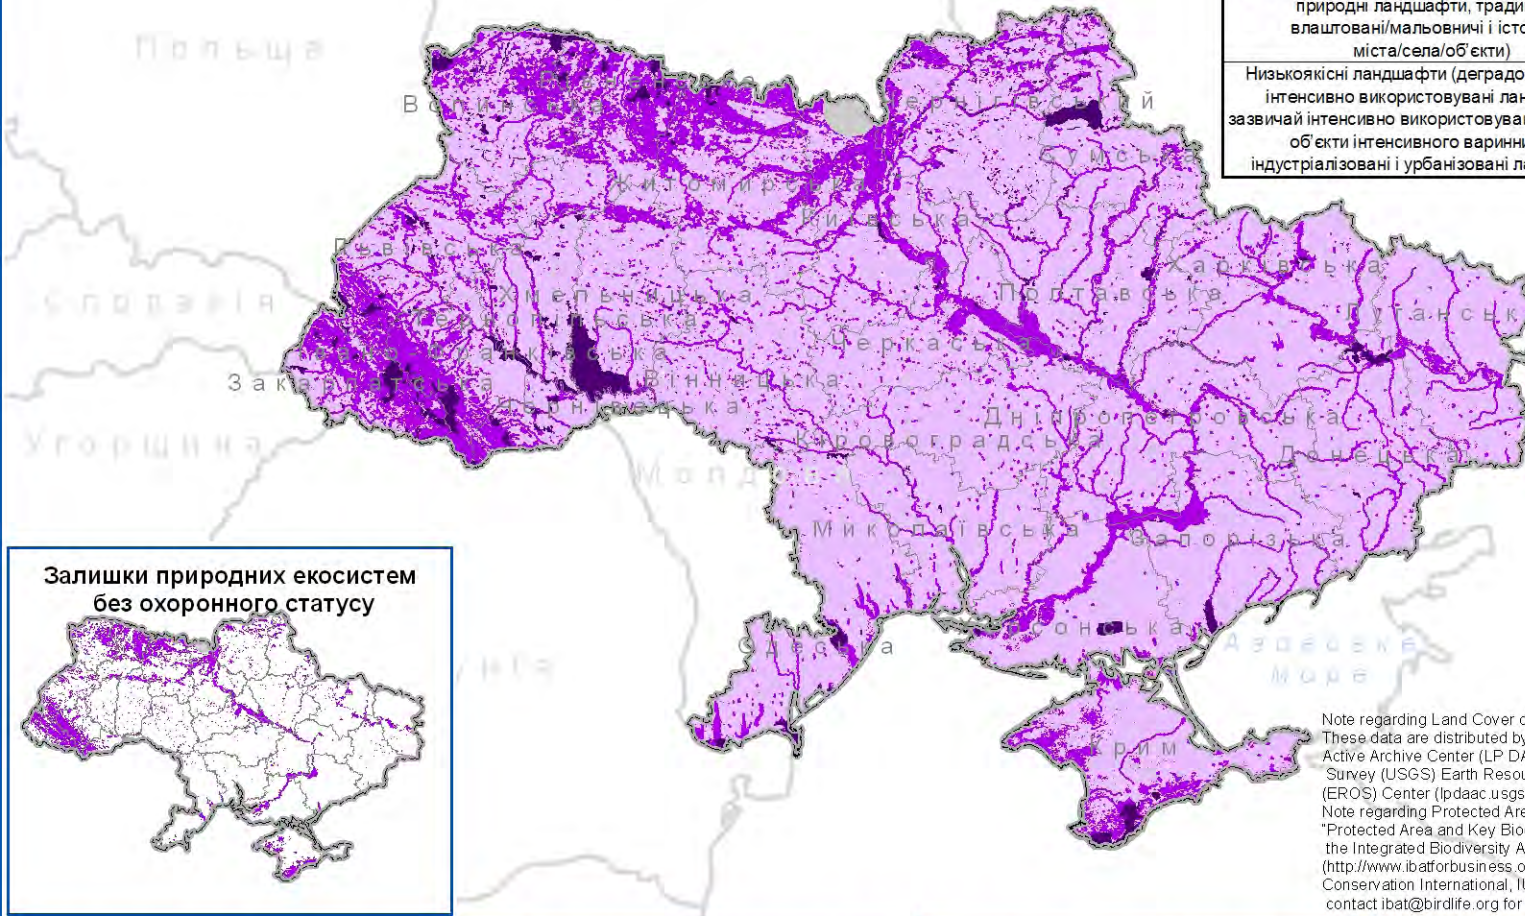 природні ландшафти, тради
влаштовані/мальовничі і істо
міста/села/об'єкти)
Низькоякісні ландшафти (деградо
інтенсивно використовувані лан
зазвичай інтенсивно використовуван
об'єкти інтенсивного варинни
індустріалізовані і урбанізовані ла
Польща
Волинська
Чернігівський
Сумська
Житомирська
Київська
Львівська
Харківська
Хмельницька
Полтавська
Тернопільська
Луганськ
Черкаська
Івано-Франківська
Закарпатська
Вінницька
Чернівецька
Дніпропетровська
Угорщина
Кіровоградська
Донецька
Молдова
Миколаївська
Запорізька
Херсонська
Одеська
Азовське
море
Крим
Залишки природних екосистем
без охоронного статусу
Note regarding Land Cover d
These data are distributed by
Active Archive Center (LP DA
Survey (USGS) Earth Resou
(EROS) Center (lpdaac.usgs
Note regarding Protected Are
"Protected Area and Key Bio
the Integrated Biodiversity A
(http://www.ibatforbusiness.o
Conservation International, IU
contact ibat@birdlife.org for